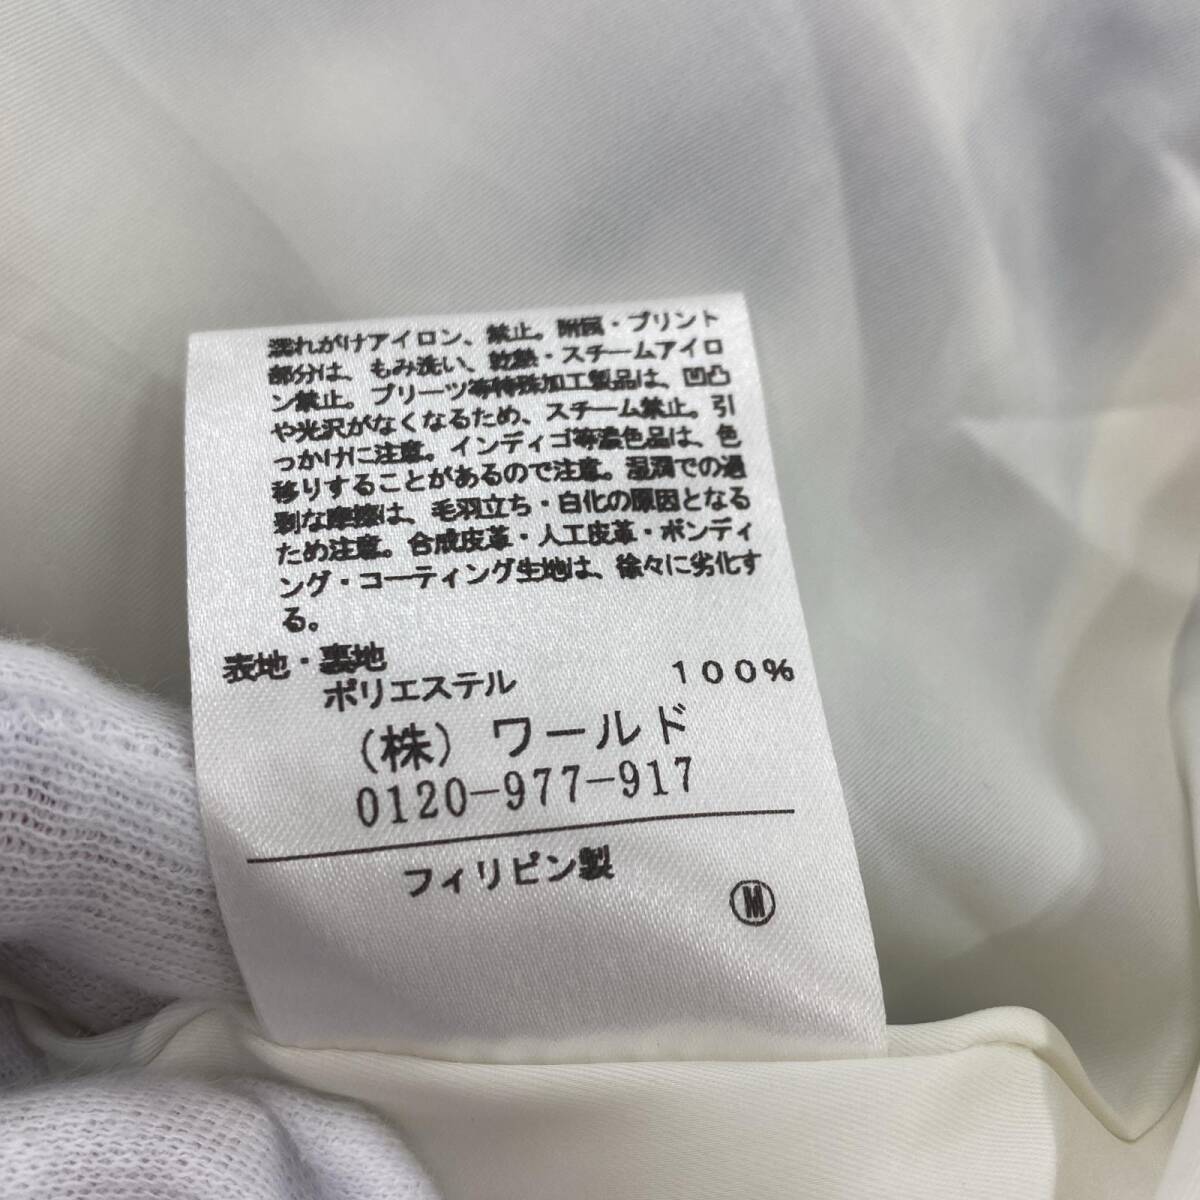 濡れがけアイロン、禁止。附属・プリント
部分は、もみ洗い、乾熱・スチームアイロ
ン禁止。プリーツ等特殊加工製品は、凹凸
や光沢がなくなるため、スチーム禁止。引
っかけに注意。インディゴ等濃色品は、色
移りすることがあるので注意。湿潤での過
剰な摩擦は、毛羽立ち・白化の原因となる
ため注意。合成皮革・人工皮革・ボンディ
ング・コーティング生地は、徐々に劣化す
る。
表地・裏地
ポリエステル 100%
(株) ワールド
0120-977-917
フィリピン製
Ⓜ